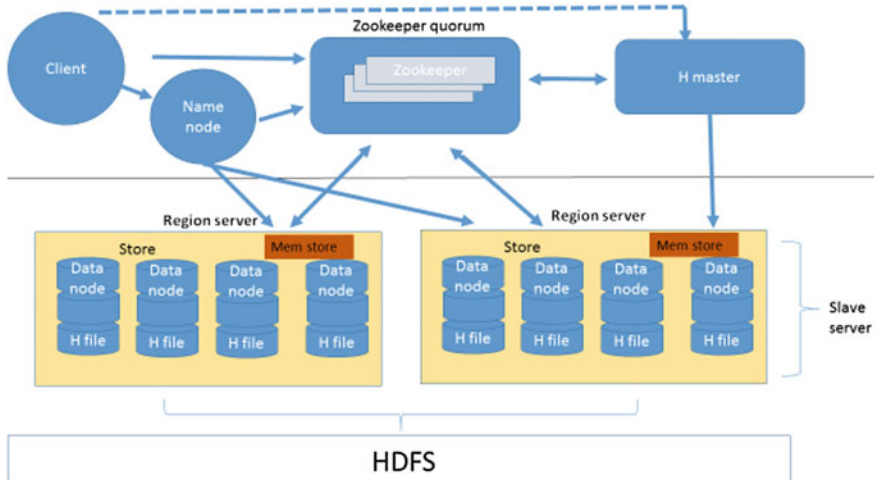 Zookeeper quorum
Client
Zookeeper
H master
Name
node
Region server
Region server
Store
Mem store
Store
Mem store
Data
node
Data
node
Data
node
Data
node
Data
node
Data
node
Data
node
Data
node
H file
H file
H file
H file
H file
H file
H file
H file
Slave
server
HDFS